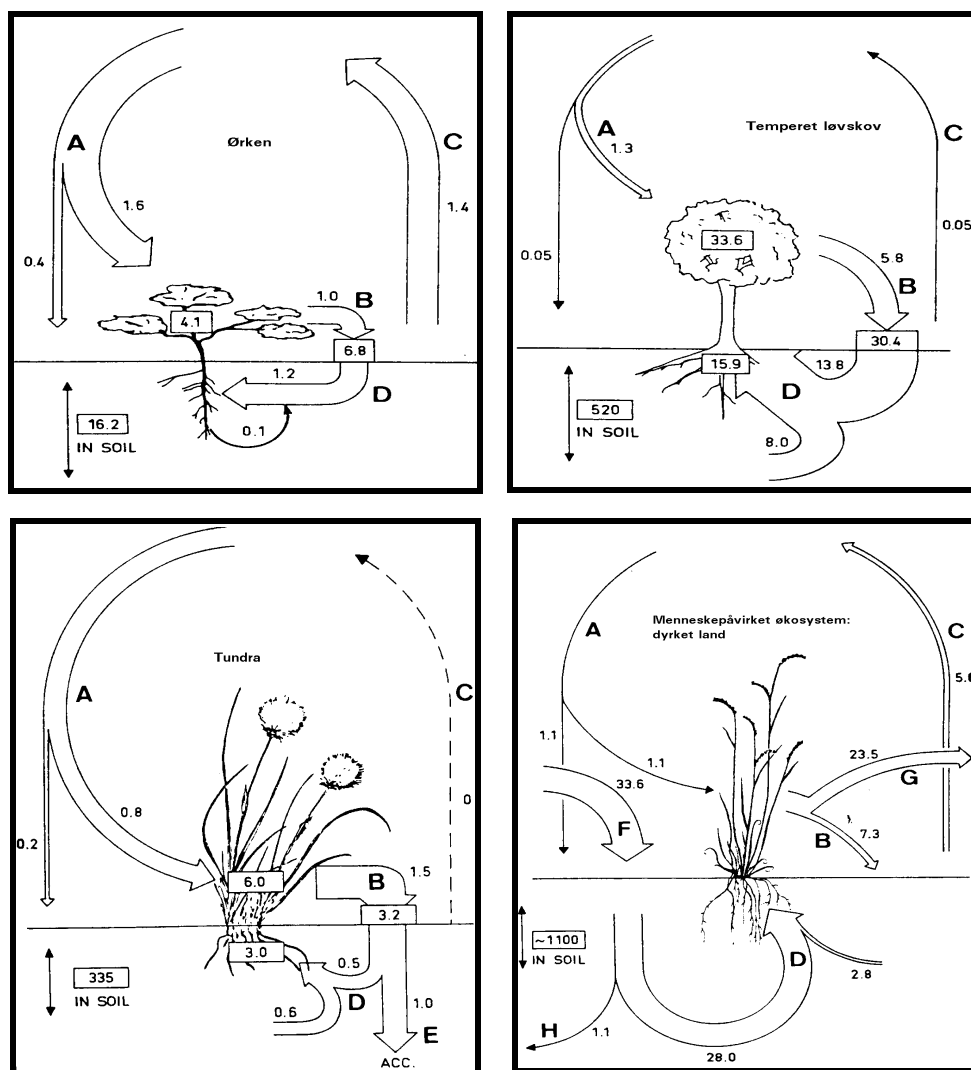 A
Ørken
C
1.6
1.4
0.4
1.0
B
4.1
6.8
1.2
D
16.2
IN SOIL
0.1
A
Temperet løvskov
C
1.3
33.6
0.05
5.8
0.05
B
30.4
15.9
13.8
D
520
IN SOIL
8.0
Tundra
A
C
0.8
0
0.2
B
1.5
6.0
3.2
3.0
335
IN SOIL
0.5
D
0.6
1.0
E
ACC.
Menneskepåvirket økosystem:
dyrket land
A
C
1.1
1.1
23.5
33.6
G
F
B
7.3
~1100
IN SOIL
D
2.8
H
1.1
28.0